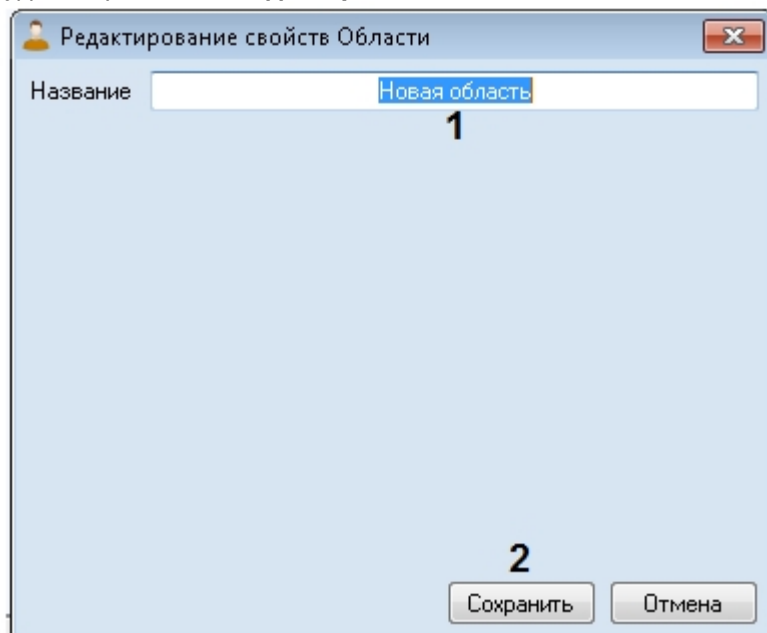 Редактирование свойств Области
Название Новая область
1
2
Сохранить Отмена